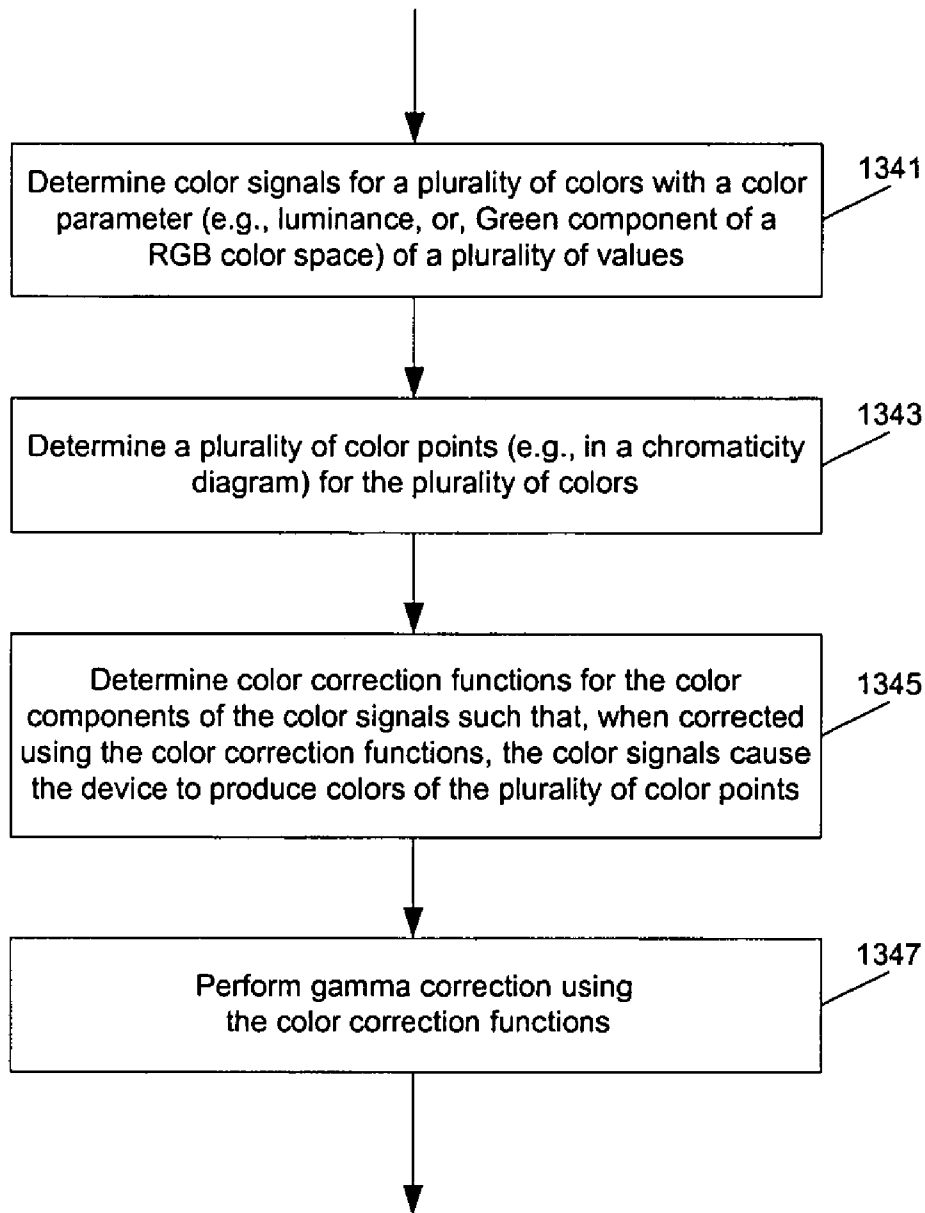 1341
Determine color signals for a plurality of colors with a color
parameter (e.g., luminance, or, Green component of a
RGB color space) of a plurality of values
1343
Determine a plurality of color points (e.g., in a chromaticity
diagram) for the plurality of colors
1345
Determine color correction functions for the color
components of the color signals such that, when corrected
using the color correction functions, the color signals cause
the device to produce colors of the plurality of color points
1347
Perform gamma correction using
the color correction functions